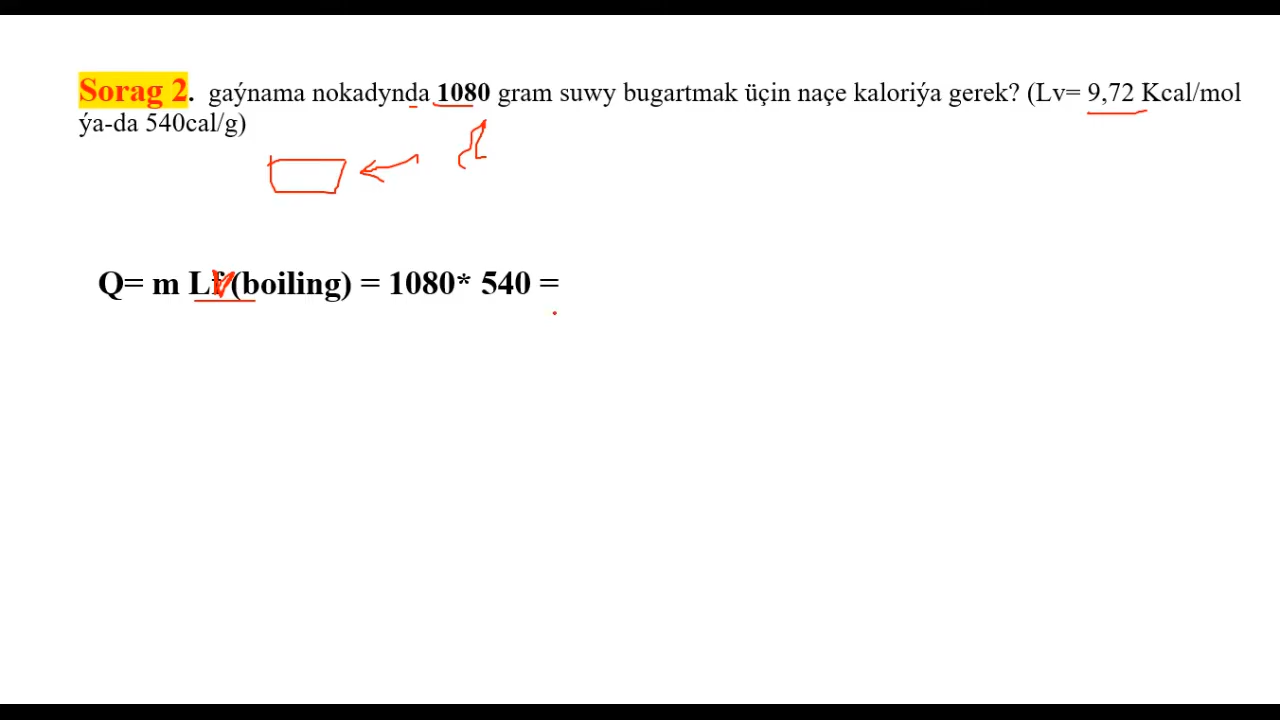 Sorag 2. gaýnama nokadynda 1080 gram suwy bugartmak üçin naçe kaloriýa gerek? (Lv= 9,72 Kcal/mol
ýa-da 540cal/g)
Q= m Lv (boiling) = 1080* 540 =